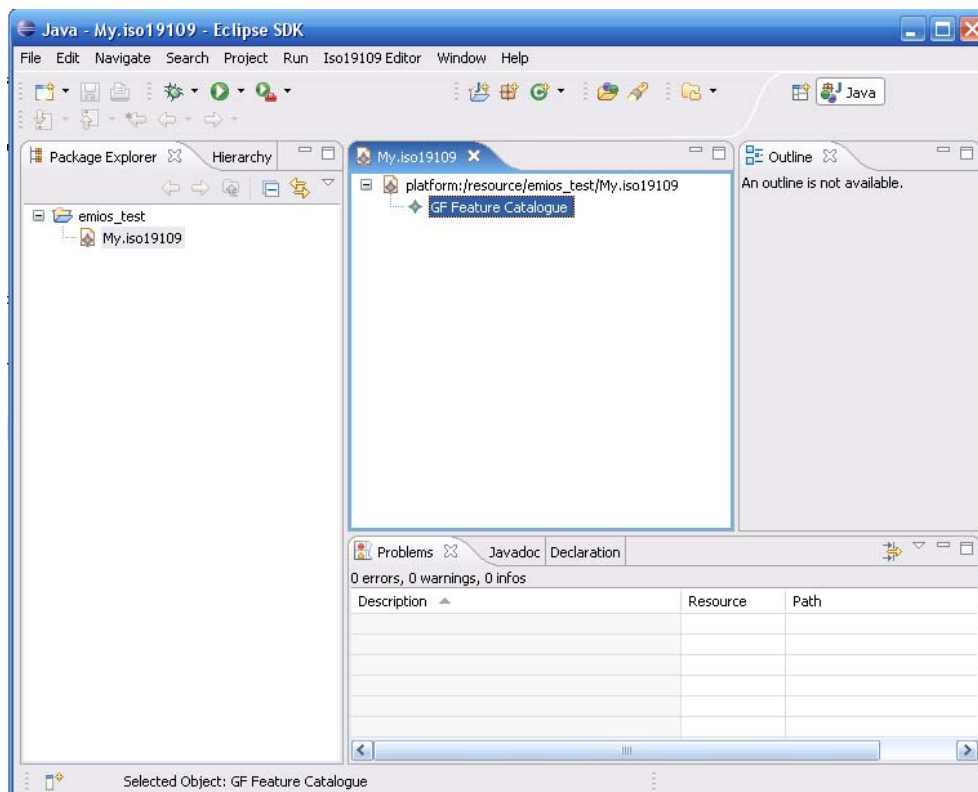 Java - My.iso19109 - Eclipse SDK
File Edit Navigate Search Project Run Iso19109 Editor Window Help
Java
Package Explorer Hierarchy
emios_test
My.iso19109
My.iso19109
platform:/resource/emios_test/My.iso19109
GF Feature Catalogue
Outline
An outline is not available.
Problems Javadoc Declaration
0 errors, 0 warnings, 0 infos
Description Resource Path
Selected Object: GF Feature Catalogue